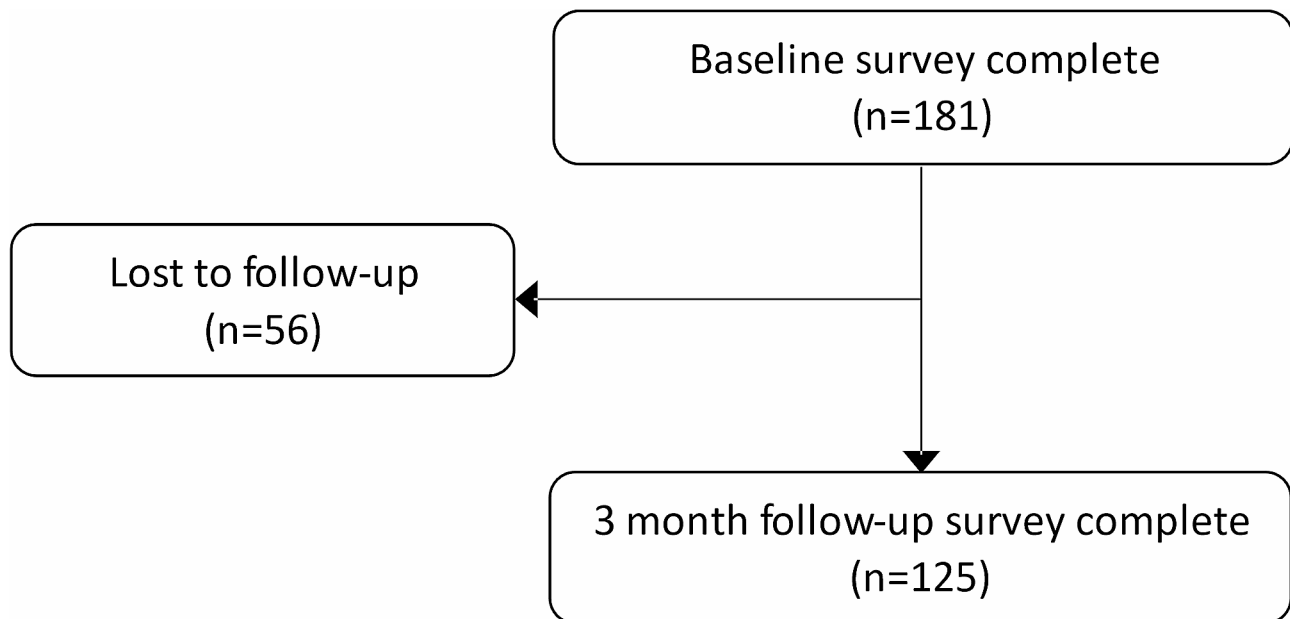 Baseline survey complete
(n=181)
Lost to follow-up
(n=56)
3 month follow-up survey complete
(n=125)